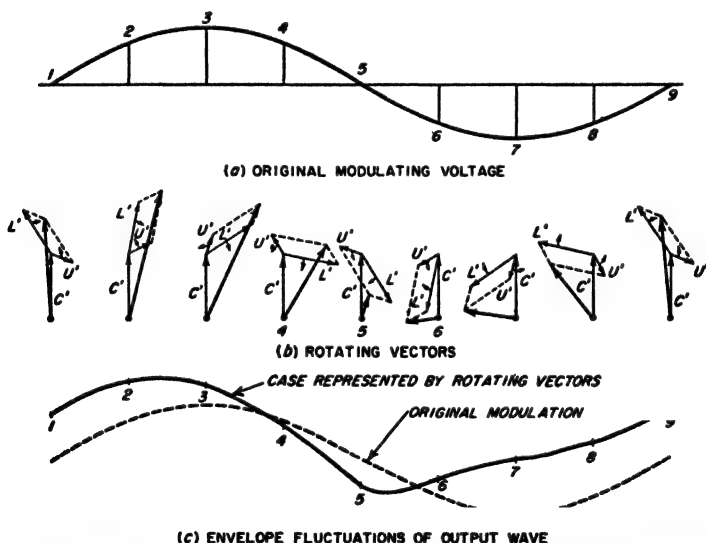 1 2 3 4 5 6 7 8 9
(a) ORIGINAL MODULATING VOLTAGE
L' U' C'
L' U' C'
U' L' C'
U' L' C' 4
U' L' C' 5
U' C' L' 6
L' C' U'
L' U' C'
L' U' C'
(b) ROTATING VECTORS
CASE REPRESENTED BY ROTATING VECTORS
ORIGINAL MODULATION
1 2 3 4 5 6 7 8
(c) ENVELOPE FLUCTUATIONS OF OUTPUT WAVE